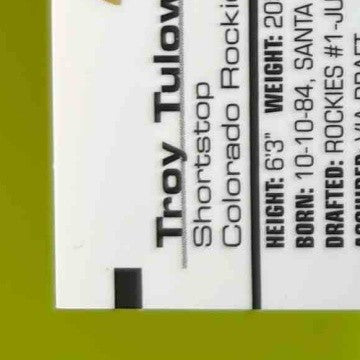 Troy Tulow
Shortstop
Colorado Rockie
HEIGHT: 6'3" WEIGHT: 20
BORN: 10-10-84, SANTA
DRAFTED: ROCKIES #1-JU